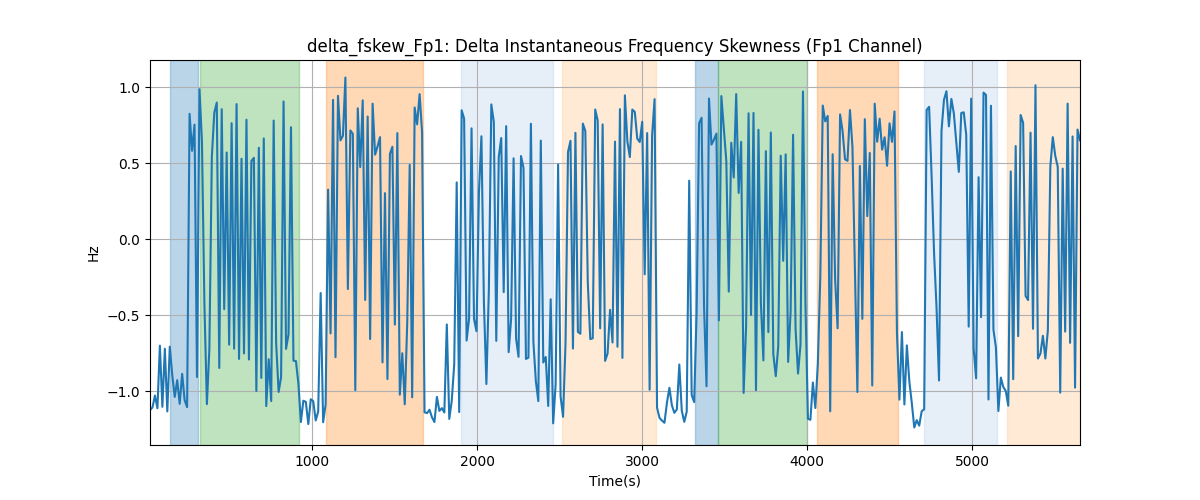 delta_fskew_Fp1: Delta Instantaneous Frequency Skewness (Fp1 Channel)
1.0
0.5
0.0
−0.5
−1.0
Hz
1000 2000 3000 4000 5000
Time(s)